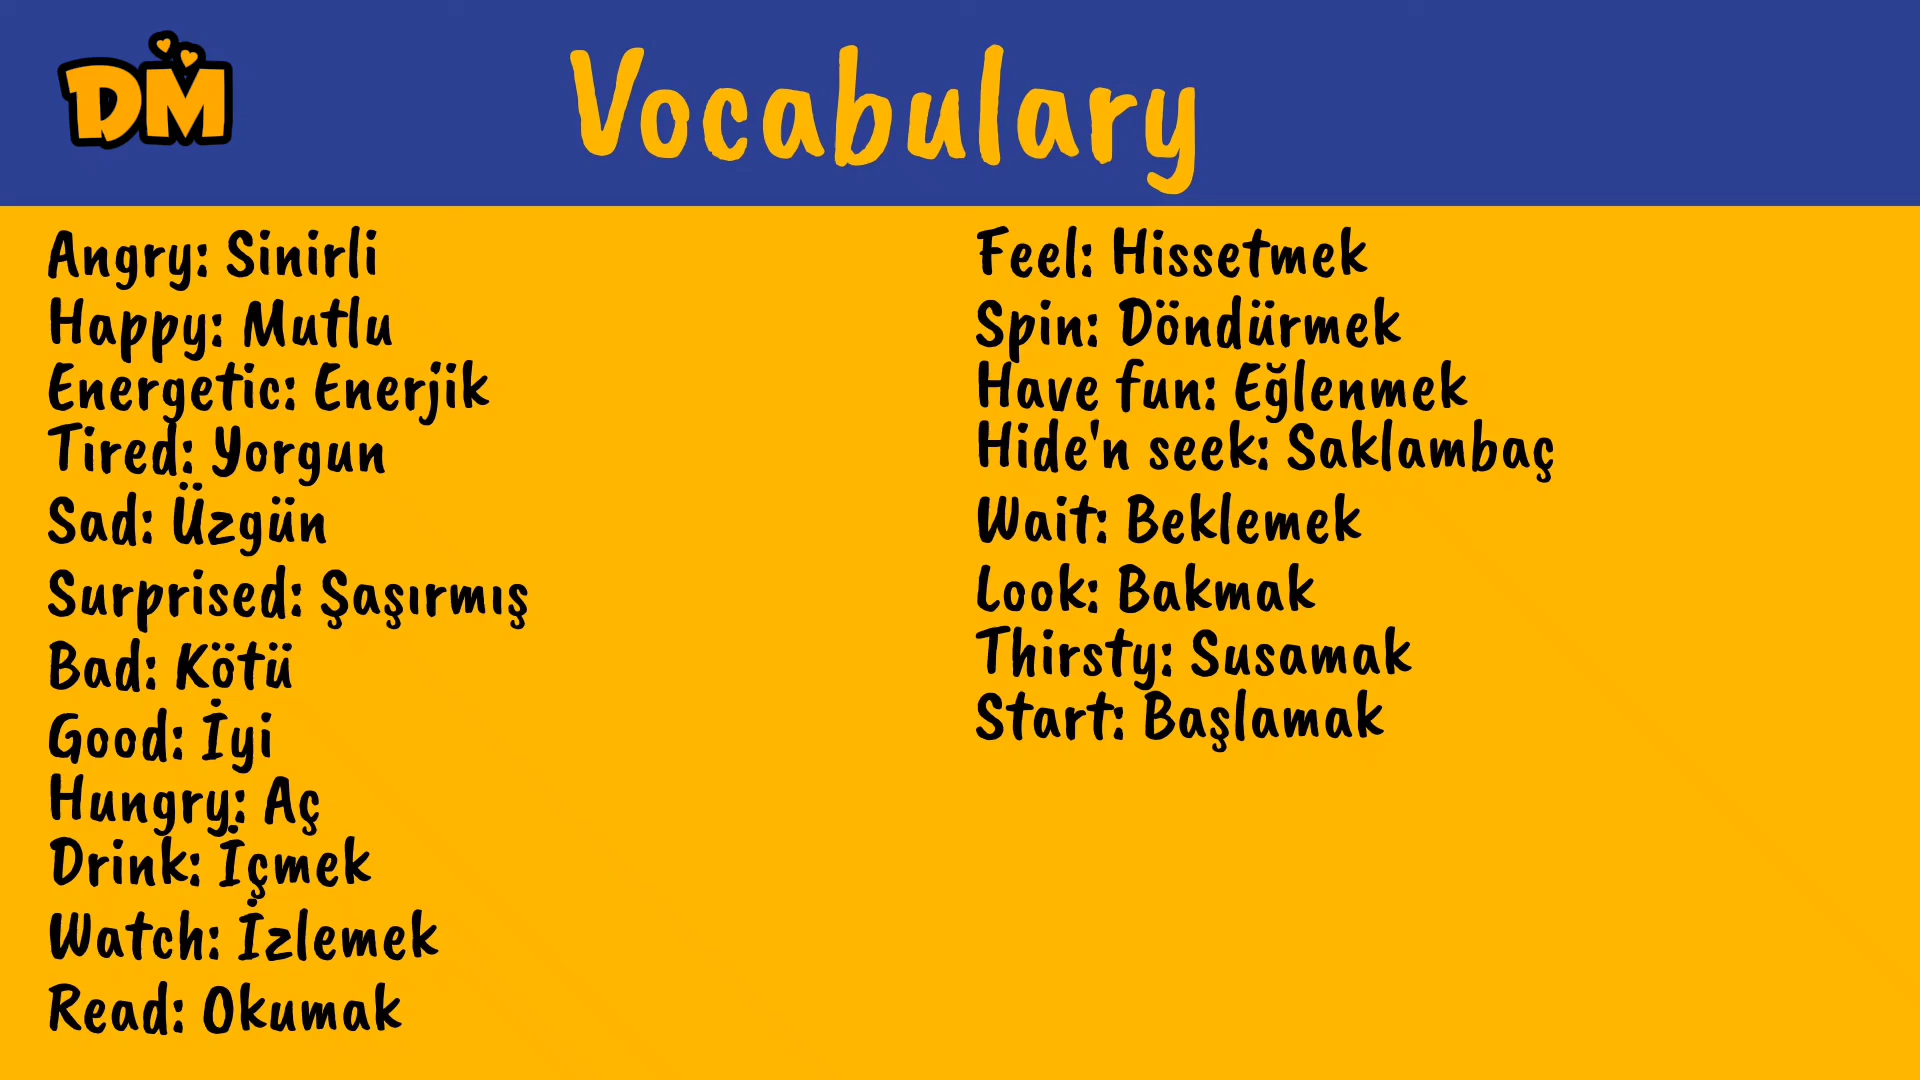 DM
Vocabulary
Angry: Sinirli
Happy: Mutlu
Energetic: Enerjik
Tired: Yorgun
Sad: Üzgün
Surprised: Şaşırmış
Bad: Kötü
Good: İyi
Hungry: Aç
Drink: İçmek
Watch: İzlemek
Read: Okumak
Feel: Hissetmek
Spin: Döndürmek
Have fun: Eğlenmek
Hide'n seek: Saklambaç
Wait: Beklemek
Look: Bakmak
Thirsty: Susamak
Start: Başlamak